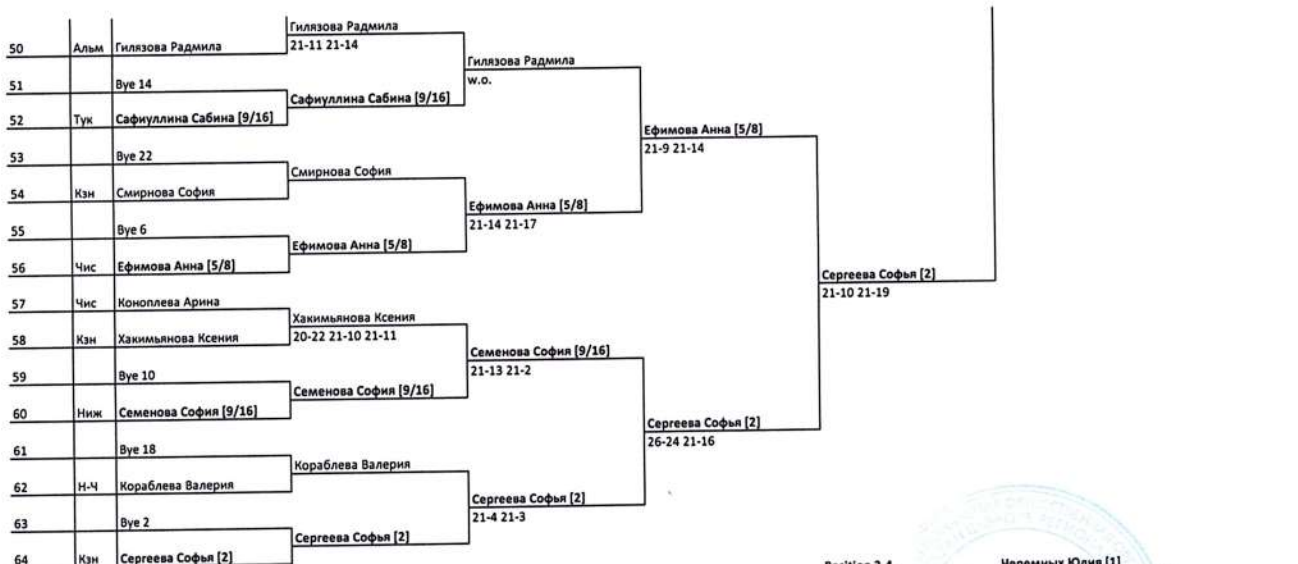 Гилязова Радмила
50 Альм Гилязова Радмила 21-11 21-14
Гилязова Радмила
51 Bye 14 w.o.
Сафиуллина Сабина [9/16]
52 Тук Сафиуллина Сабина [9/16]
Ефимова Анна [5/8]
53 Bye 22 21-9 21-14
Смирнова София
54 Кзн Смирнова София
Ефимова Анна [5/8]
55 Bye 6 21-14 21-17
Ефимова Анна [5/8]
56 Чис Ефимова Анна [5/8]
Сергеева Софья [2]
57 Чис Коноплева Арина 21-10 21-19
Хакимьянова Ксения
58 Кзн Хакимьянова Ксения 20-22 21-10 21-11
Семенова София [9/16]
59 Bye 10 21-13 21-2
Семенова София [9/16]
60 Ниж Семенова София [9/16]
Сергеева Софья [2]
61 Bye 18 26-24 21-16
Кораблева Валерия
62 Н-Ч Кораблева Валерия
Сергеева Софья [2]
63 Bye 2 21-4 21-3
Сергеева Софья [2]
64 Кзн Сергеева Софья [2]
Position 3-4 Черемных Юлия [1]